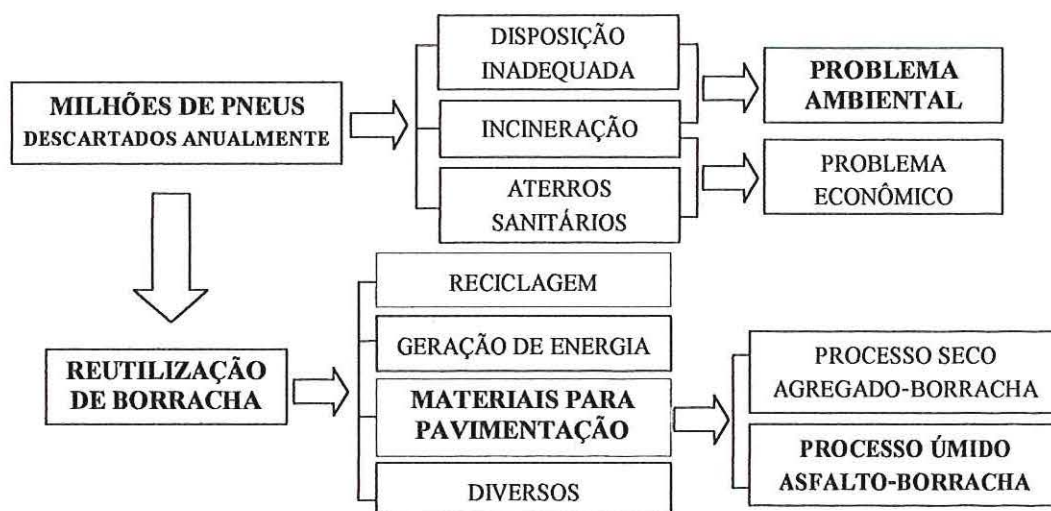 MILHÕES DE PNEUS
DESCARTADOS ANUALMENTE
DISPOSIÇÃO
INADEQUADA
INCINERAÇÃO
ATERROS
SANITÁRIOS
PROBLEMA
AMBIENTAL
PROBLEMA
ECONÔMICO
REUTILIZAÇÃO
DE BORRACHA
RECICLAGEM
GERAÇÃO DE ENERGIA
MATERIAIS PARA
PAVIMENTAÇÃO
DIVERSOS
PROCESSO SECO
AGREGADO-BORRACHA
PROCESSO ÚMIDO
ASFALTO-BORRACHA